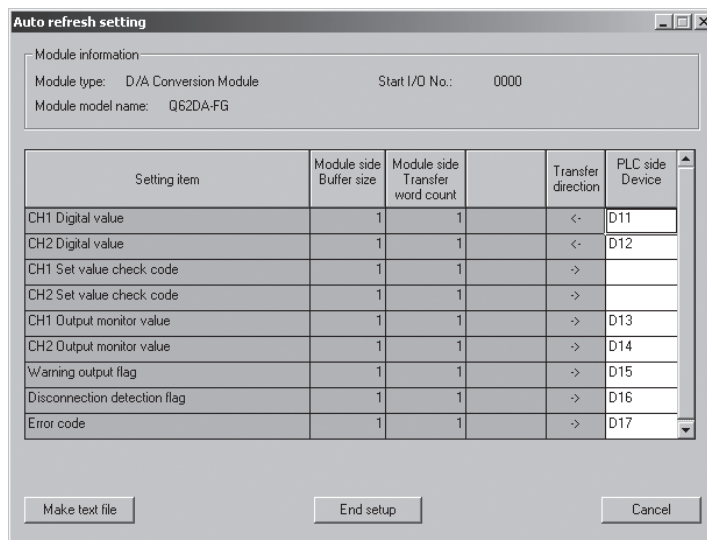 Auto refresh setting
Module information
Module type: D/A Conversion Module Start I/O No.: 0000
Module model name: Q62DA-FG
Setting item Module side Buffer size Module side Transfer word count Transfer direction PLC side Device
CH1 Digital value 1 1 <- D11
CH2 Digital value 1 1 <- D12
CH1 Set value check code 1 1 ->
CH2 Set value check code 1 1 ->
CH1 Output monitor value 1 1 -> D13
CH2 Output monitor value 1 1 -> D14
Warning output flag 1 1 -> D15
Disconnection detection flag 1 1 -> D16
Error code 1 1 -> D17
Make text file End setup Cancel